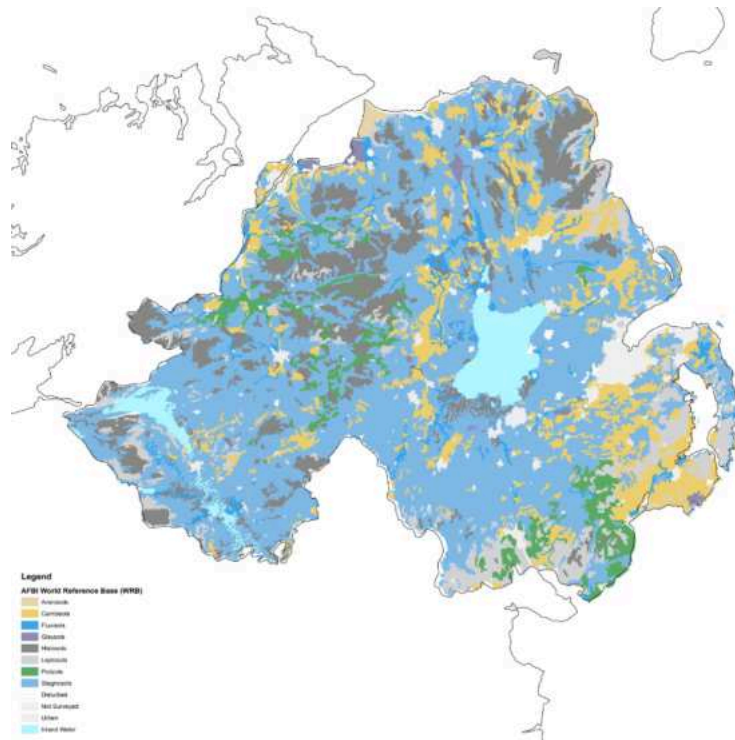 Legend
AFBI World Reference Base (WRB)
Arenosols
Cambisols
Fluvisols
Gleysols
Histosols
Leptosols
Podzols
Stagnosols
Disturbed
Not Surveyed
Urban
Inland Water